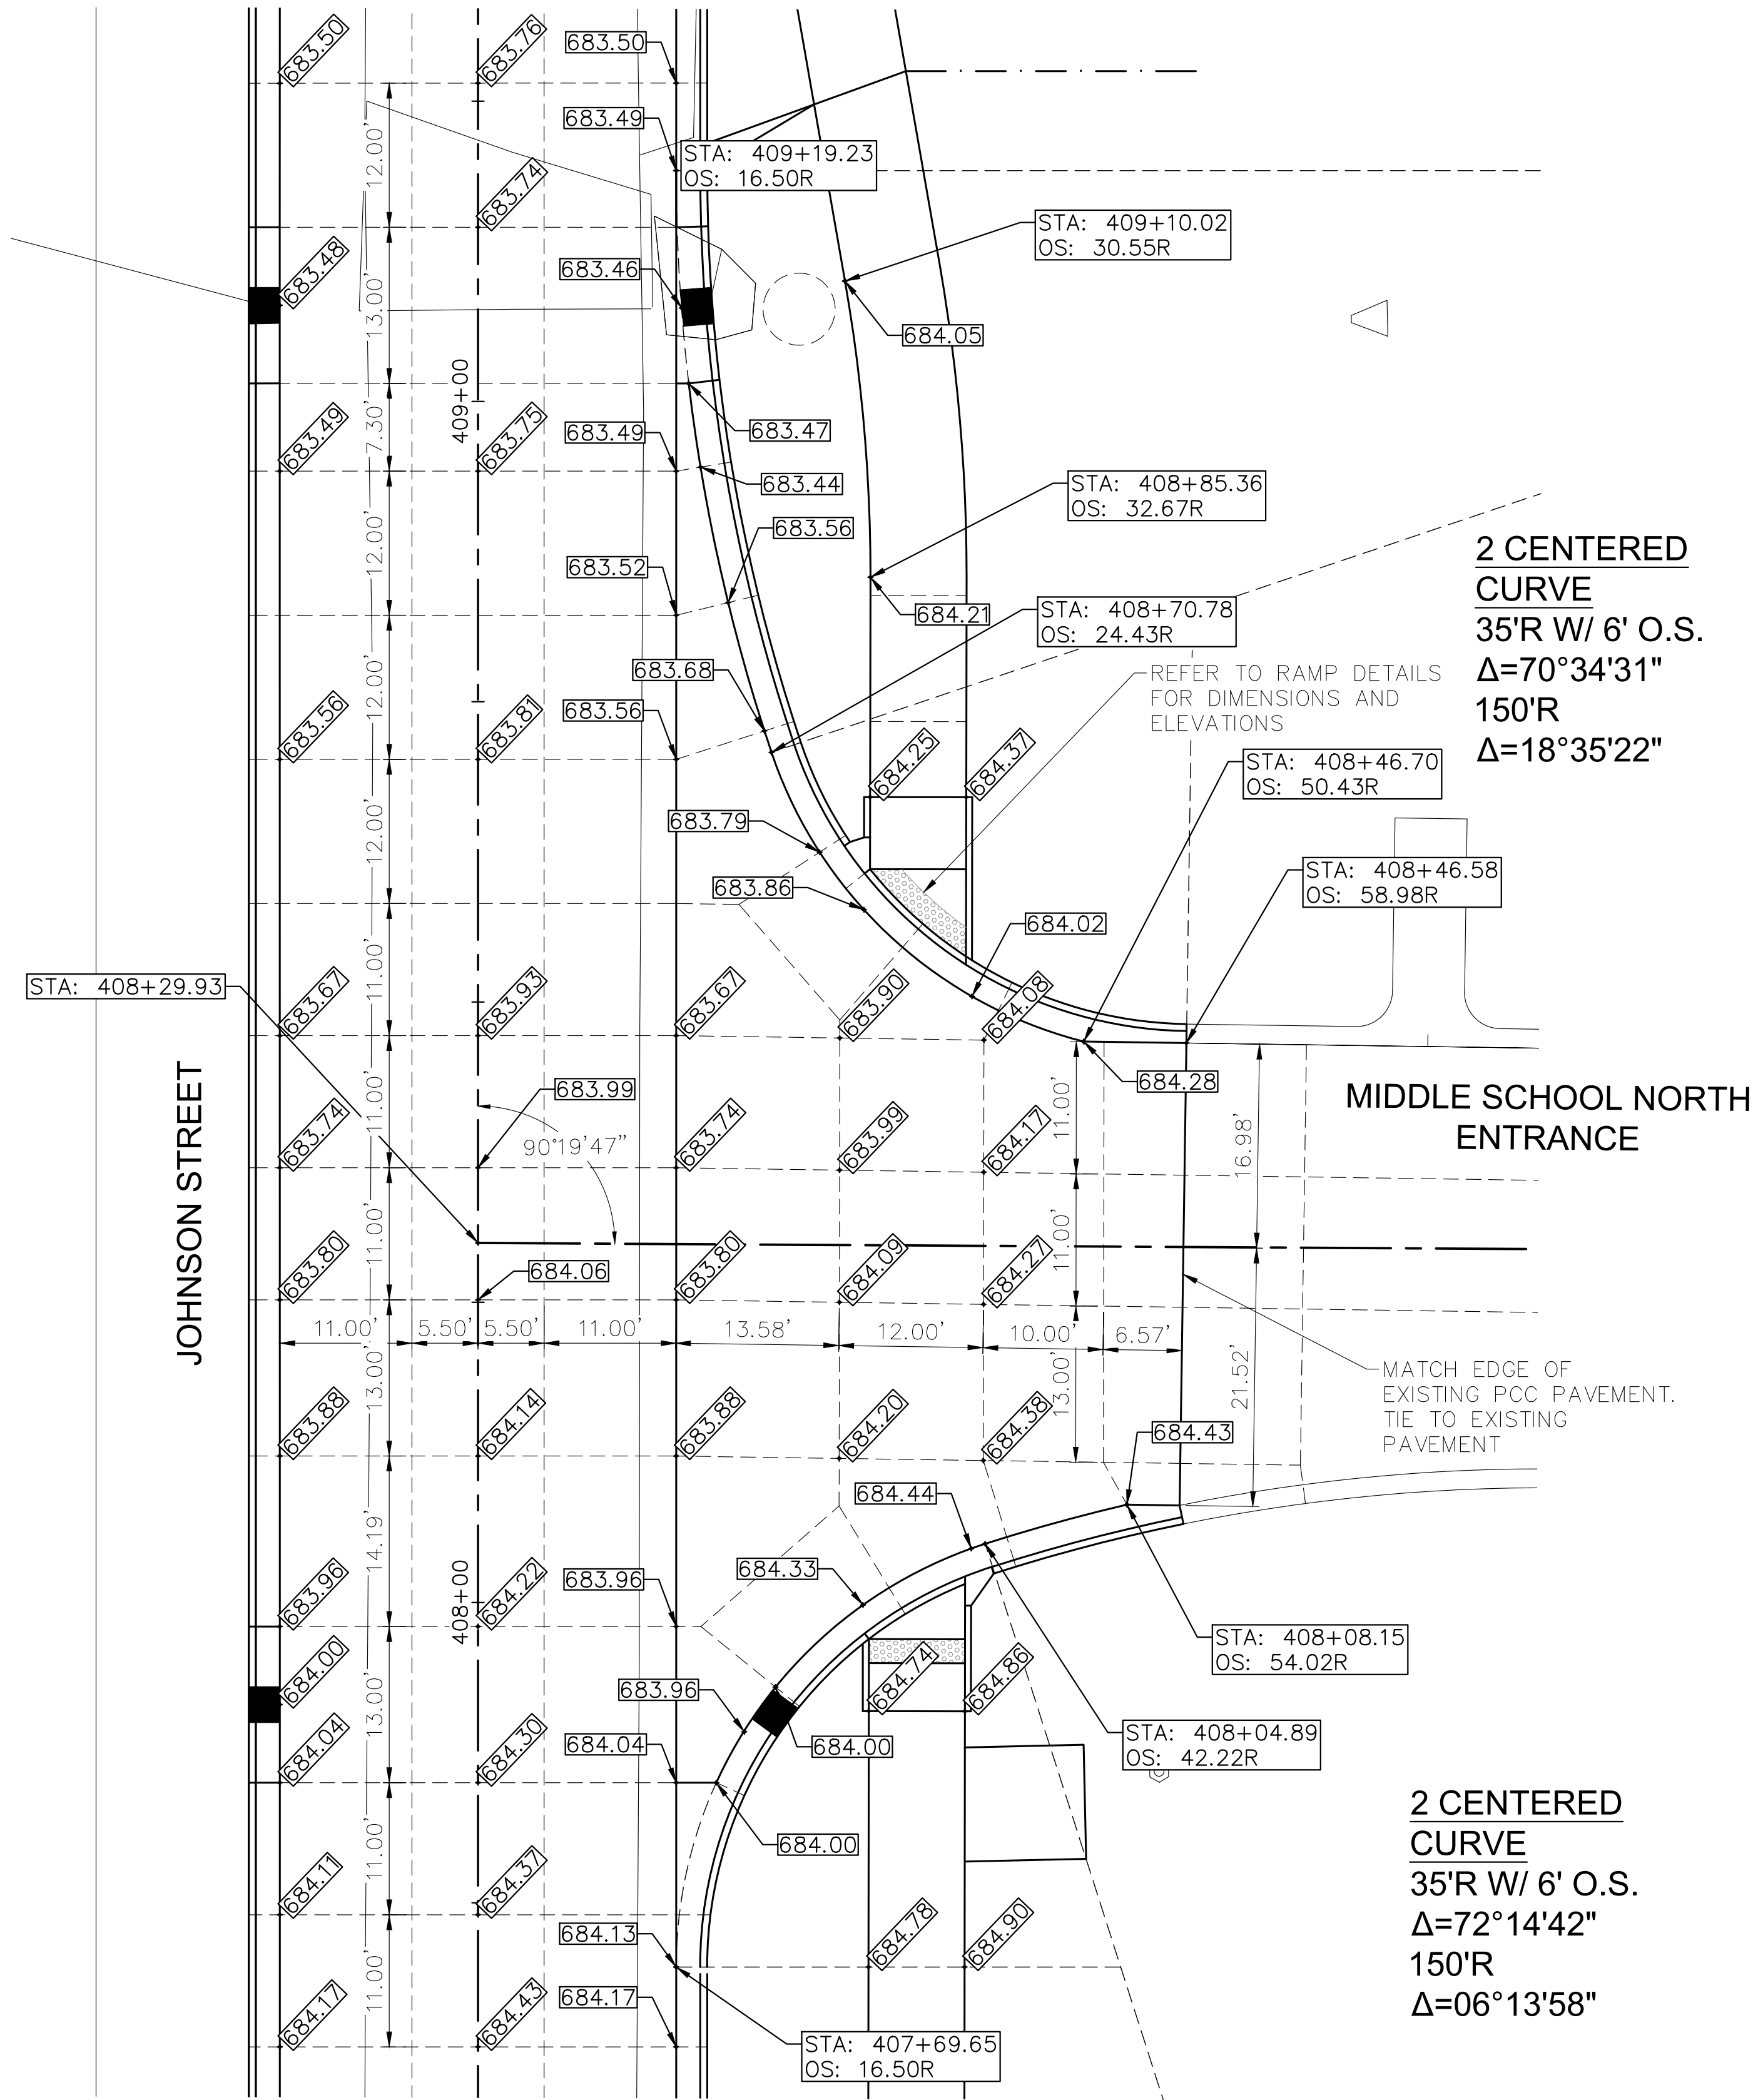 683.50
683.76
683.50
683.49
STA: 409+19.23
OS: 16.50R
12.00'
683.74
STA: 409+10.02
OS: 30.55R
683.48
683.46
13.00'
684.05
409+00
683.49
7.30'
683.75
683.49
683.47
683.44
STA: 408+85.36
OS: 32.67R
683.56
12.00'
683.52
684.21
2 CENTERED
CURVE
35'R W/ 6' O.S.
Δ=70°34'31"
150'R
Δ=18°35'22"
STA: 408+70.78
OS: 24.43R
683.68
REFER TO RAMP DETAILS
FOR DIMENSIONS AND
ELEVATIONS
683.56
12.00'
683.81
683.56
684.25
684.37
STA: 408+46.70
OS: 50.43R
683.79
12.00'
683.86
STA: 408+46.58
OS: 58.98R
684.02
STA: 408+29.93
683.67
11.00'
683.93
683.67
683.90
684.08
684.28
683.99
MIDDLE SCHOOL NORTH
ENTRANCE
JOHNSON STREET
683.74
11.00'
90°19'47"
683.74
683.99
684.17
11.00'
16.98'
683.80
11.00'
684.06
683.80
684.09
684.27
11.00'
11.00'
5.50'
5.50'
11.00'
13.58'
12.00'
10.00'
6.57'
13.00'
13.00'
21.52'
MATCH EDGE OF
EXISTING PCC PAVEMENT.
TIE TO EXISTING
PAVEMENT
683.88
684.14
683.88
684.20
684.38
684.43
684.44
14.19'
683.96
408+00
684.22
683.96
684.33
STA: 408+08.15
OS: 54.02R
684.00
13.00'
683.96
684.74
684.86
684.04
684.30
684.04
684.00
STA: 408+04.89
OS: 42.22R
684.00
2 CENTERED
CURVE
35'R W/ 6' O.S.
Δ=72°14'42"
150'R
Δ=06°13'58"
684.11
11.00'
684.37
684.13
684.78
684.90
684.17
11.00'
684.43
684.17
STA: 407+69.65
OS: 16.50R